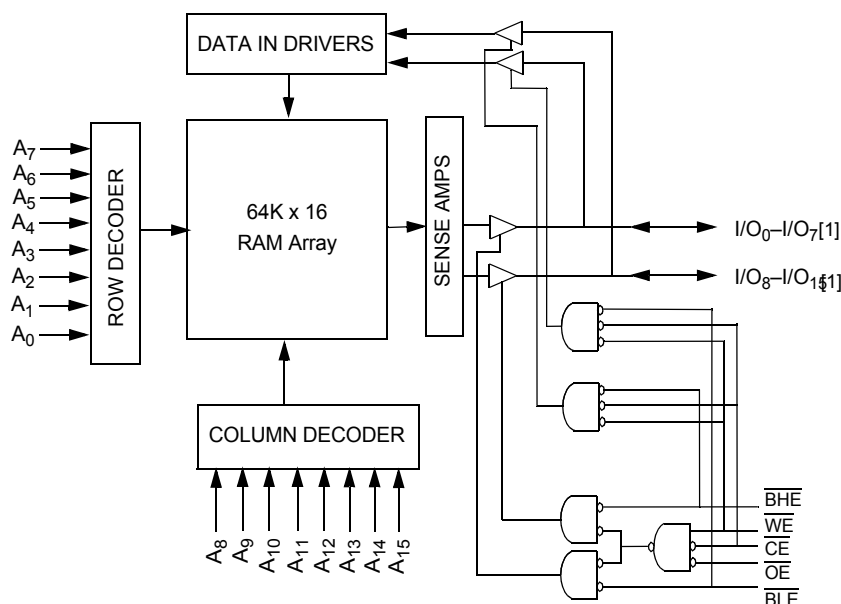 DATA IN DRIVERS
A7
A6
A5
A4
A3
A2
A1
A0
ROW DECODER
64K x 16
RAM Array
SENSE AMPS
I/O0–I/O7[1]
I/O8–I/O15[1]
COLUMN DECODER
A8
A9
A10
A11
A12
A13
A14
A15
BHE
WE
CE
OE
BLE